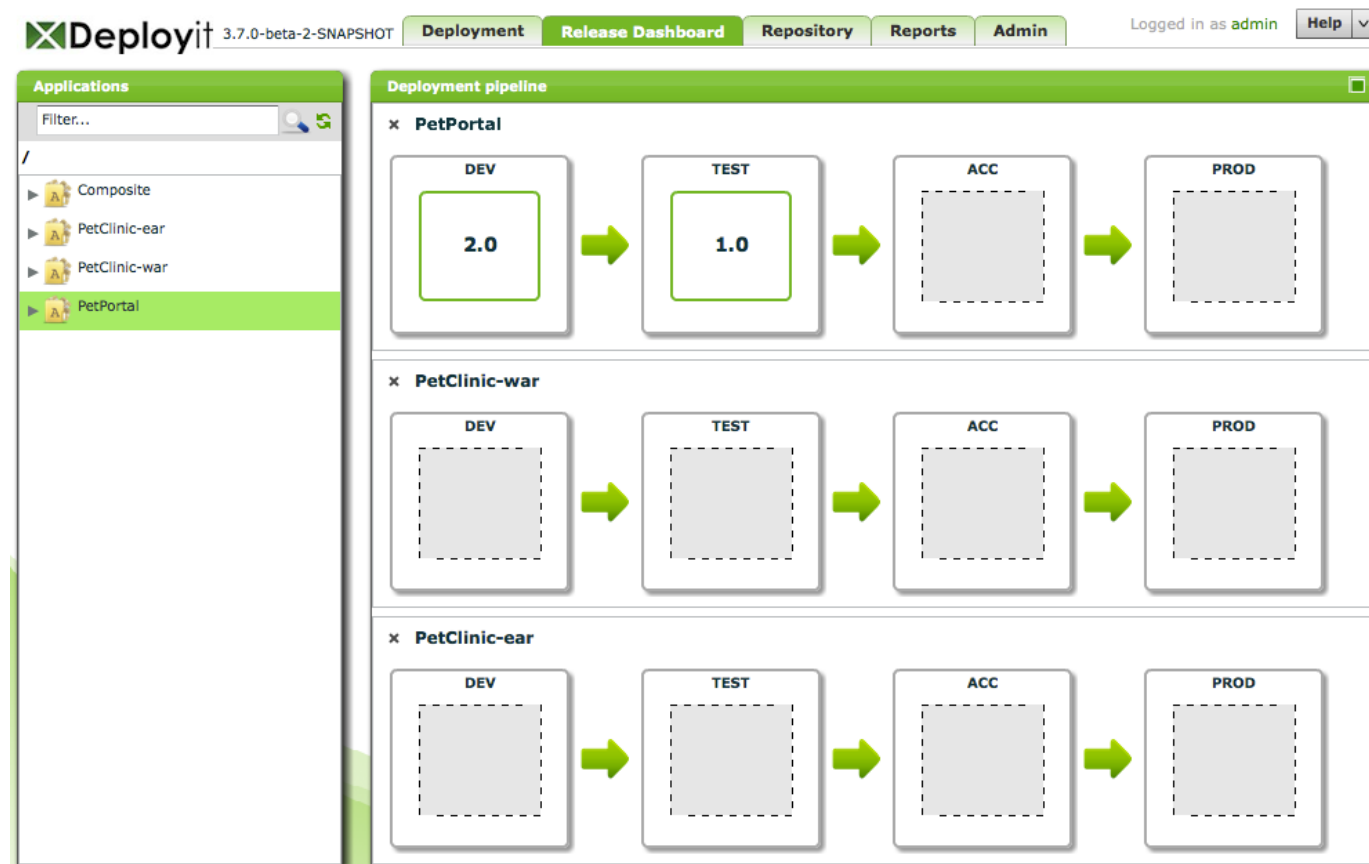 Deployit 3.7.0-beta-2-SNAPSHOT Deployment Release Dashboard Repository Reports Admin Logged in as admin Help
Applications
Filter...
/
Composite
PetClinic-ear
PetClinic-war
PetPortal
Deployment pipeline
PetPortal
DEV TEST ACC PROD
2.0 1.0
PetClinic-war
DEV TEST ACC PROD
PetClinic-ear
DEV TEST ACC PROD